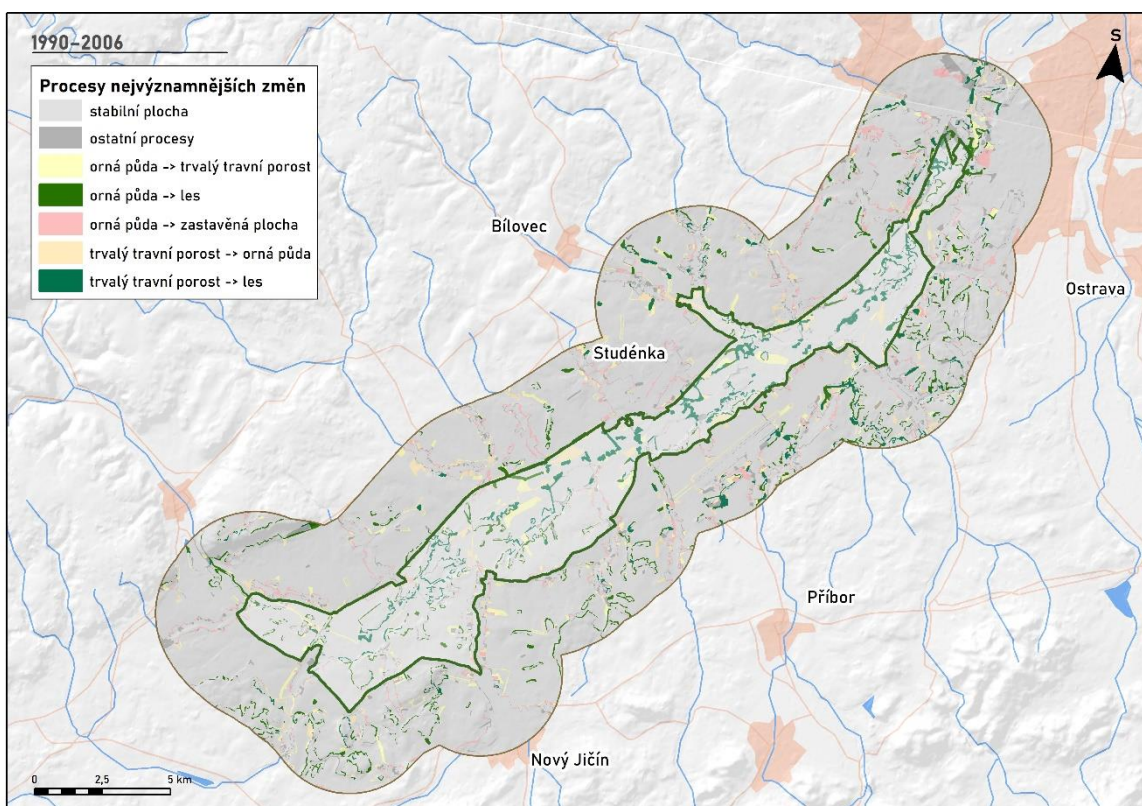 1990–2006
S
Procesy nejvýznamnějších změn
stabilní plocha
ostatní procesy
orná půda -> trvalý travní porost
orná půda -> les
orná půda -> zastavěná plocha
trvalý travní porost -> orná půda
trvalý travní porost -> les
Bílovec
Ostrava
Studénka
Příbor
Nový Jičín
0 2,5 5 km